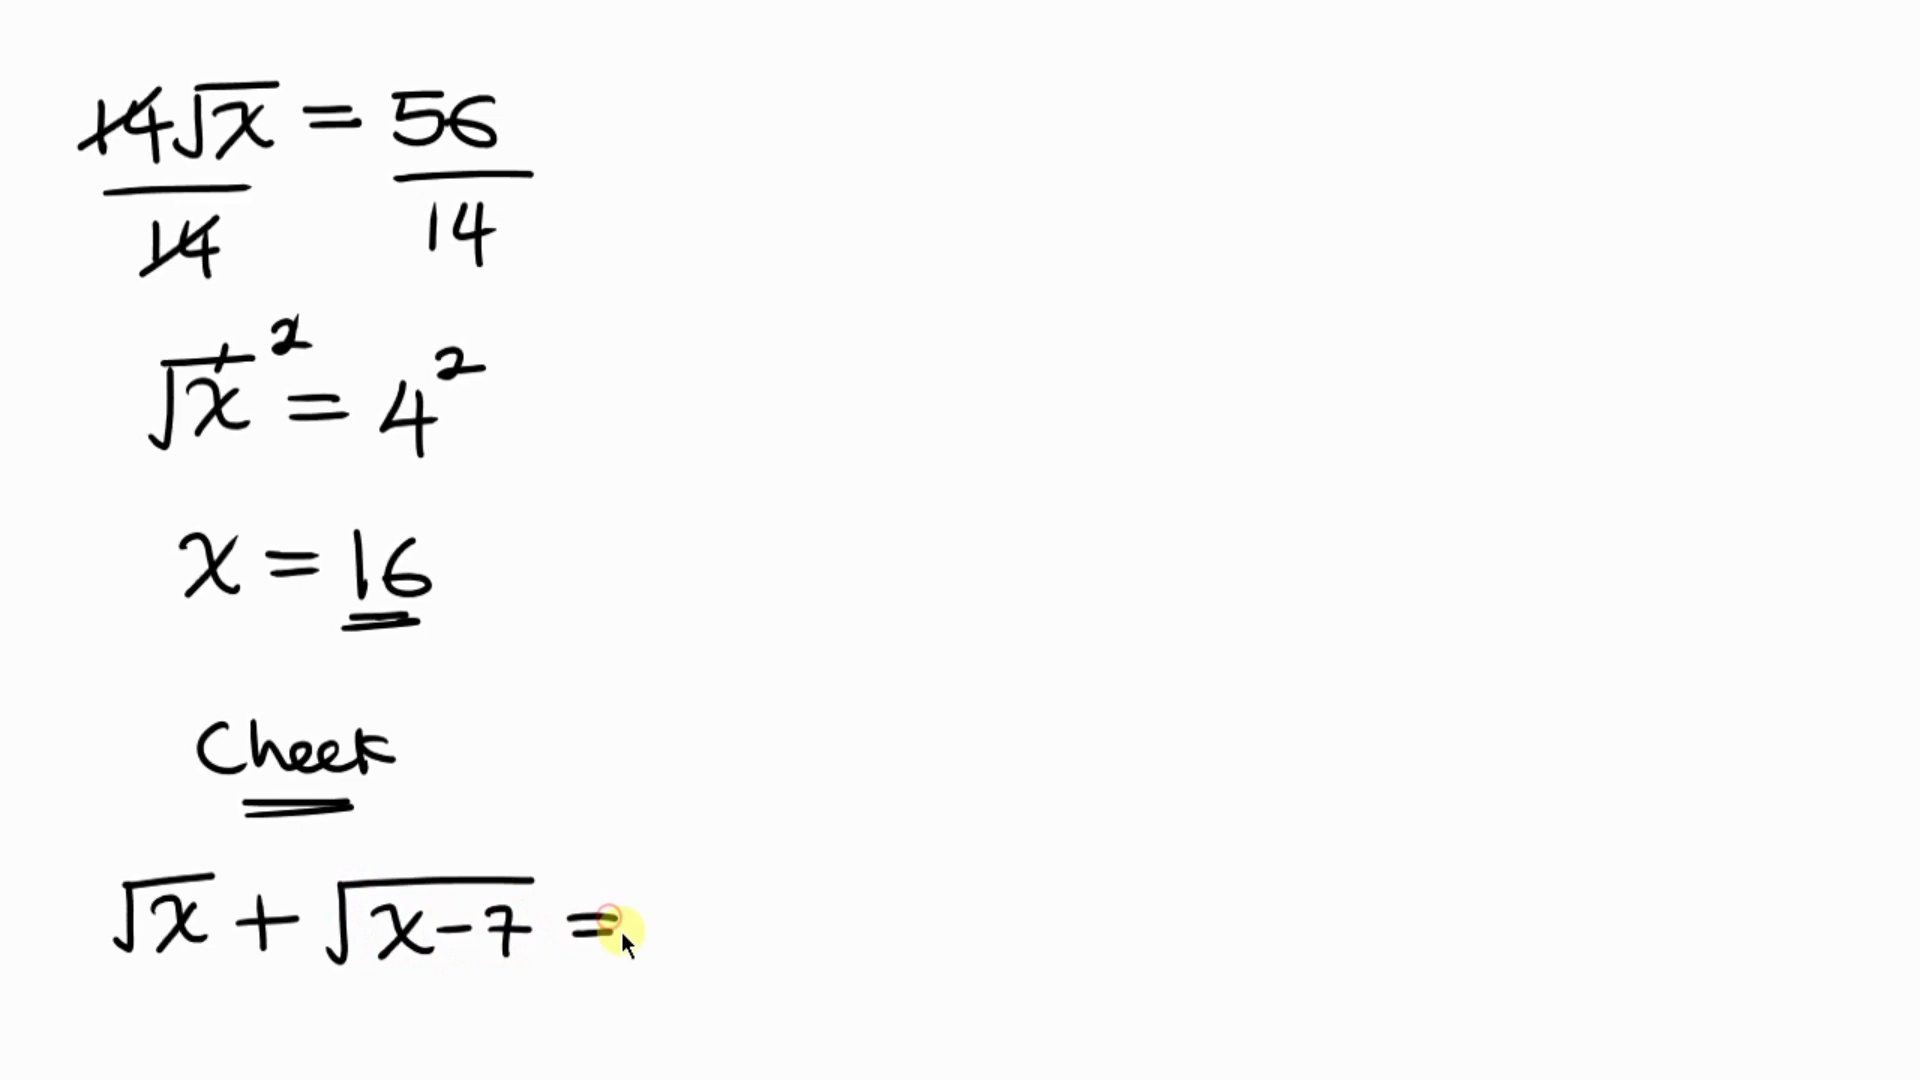 14√x = 56
14 14
√x² = 4²
x = 16
Check
√x + √x-7 =